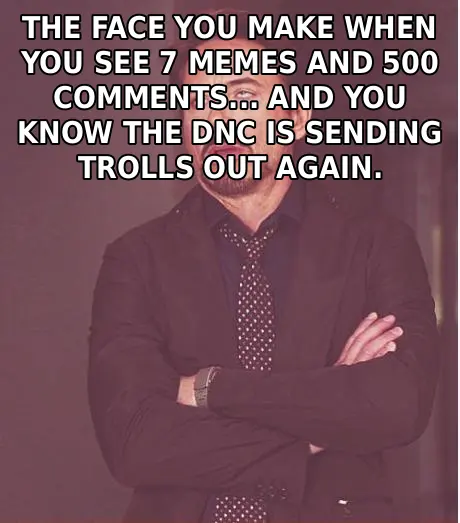 THE FACE YOU MAKE WHEN
YOU SEE 7 MEMES AND 500
COMMENTS... AND YOU
KNOW THE DNC IS SENDING
TROLLS OUT AGAIN.